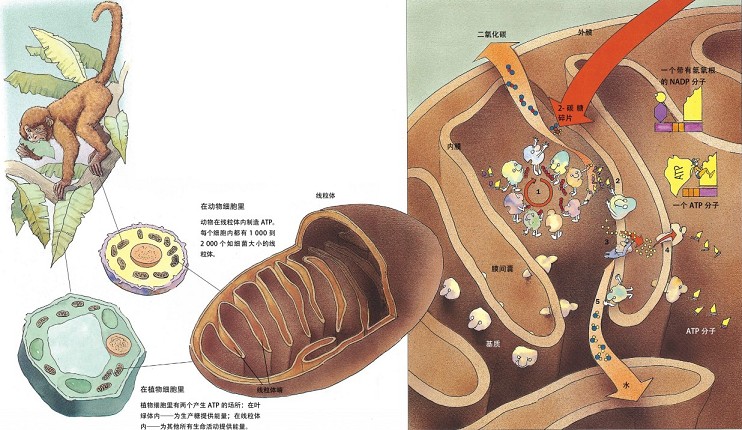 在动物细胞里
动物在线粒体内制造 ATP。
每个细胞内都有 1 000 到
2 000 个如细菌大小的线
粒体。
线粒体
线粒体嵴
在植物细胞里
植物细胞里有两个产生 ATP 的场所：在叶
绿体内——为生产糖提供能量；在线粒体
内——为其他所有生命活动提供能量。
二氧化碳
外膜
一个带有氢氧根
的 NADP 分子
2- 碳 糖
碎片
内膜
1
2
ATP
一个 ATP 分子
3
4
膜间囊
5
ATP 分子
基质
水